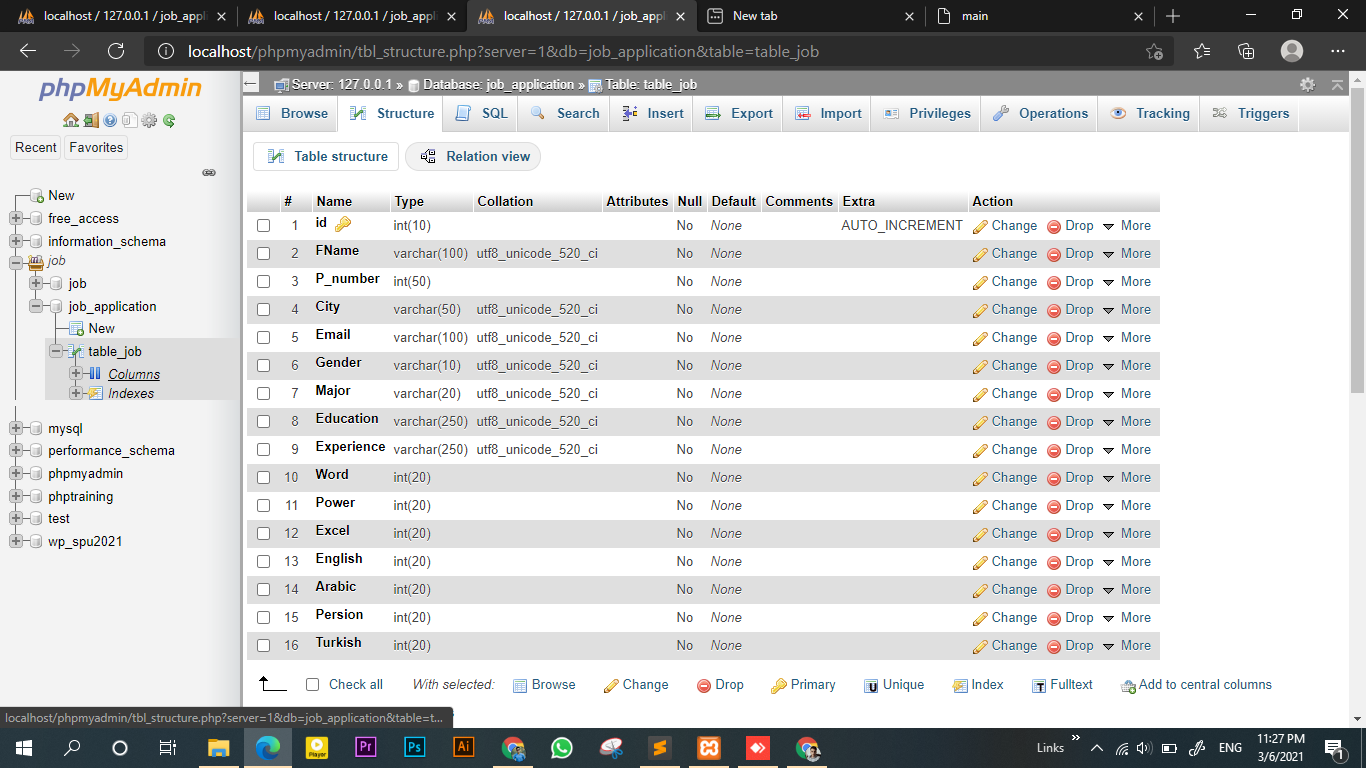 localhost / 127.0.0.1 / job_appli
localhost / 127.0.0.1 / job_appli
localhost / 127.0.0.1 / job_appl
New tab
main
localhost/phpmyadmin/tbl_structure.php?server=1&db=job_application&table=table_job
phpMyAdmin
Recent Favorites
New
free_access
information_schema
job
job
job_application
New
table_job
Columns
Indexes
mysql
performance_schema
phpmyadmin
phptraining
test
wp_spu2021
Server: 127.0.0.1 » Database: job_application » Table: table_job
Browse Structure SQL Search Insert Export Import Privileges Operations Tracking Triggers
Table structure Relation view
# Name Type Collation Attributes Null Default Comments Extra Action
1 id int(10) No None AUTO_INCREMENT Change Drop More
2 FName varchar(100) utf8_unicode_520_ci No None Change Drop More
3 P_number int(50) No None Change Drop More
4 City varchar(50) utf8_unicode_520_ci No None Change Drop More
5 Email varchar(100) utf8_unicode_520_ci No None Change Drop More
6 Gender varchar(10) utf8_unicode_520_ci No None Change Drop More
7 Major varchar(20) utf8_unicode_520_ci No None Change Drop More
8 Education varchar(250) utf8_unicode_520_ci No None Change Drop More
9 Experience varchar(250) utf8_unicode_520_ci No None Change Drop More
10 Word int(20) No None Change Drop More
11 Power int(20) No None Change Drop More
12 Excel int(20) No None Change Drop More
13 English int(20) No None Change Drop More
14 Arabic int(20) No None Change Drop More
15 Persion int(20) No None Change Drop More
16 Turkish int(20) No None Change Drop More
Check all With selected: Browse Change Drop Primary Unique Index Fulltext Add to central columns
localhost/phpmyadmin/tbl_structure.php?server=1&db=job_application&table=t...
Player
Pr
Ps
Ai
Links
ENG
11:27 PM
3/6/2021
1